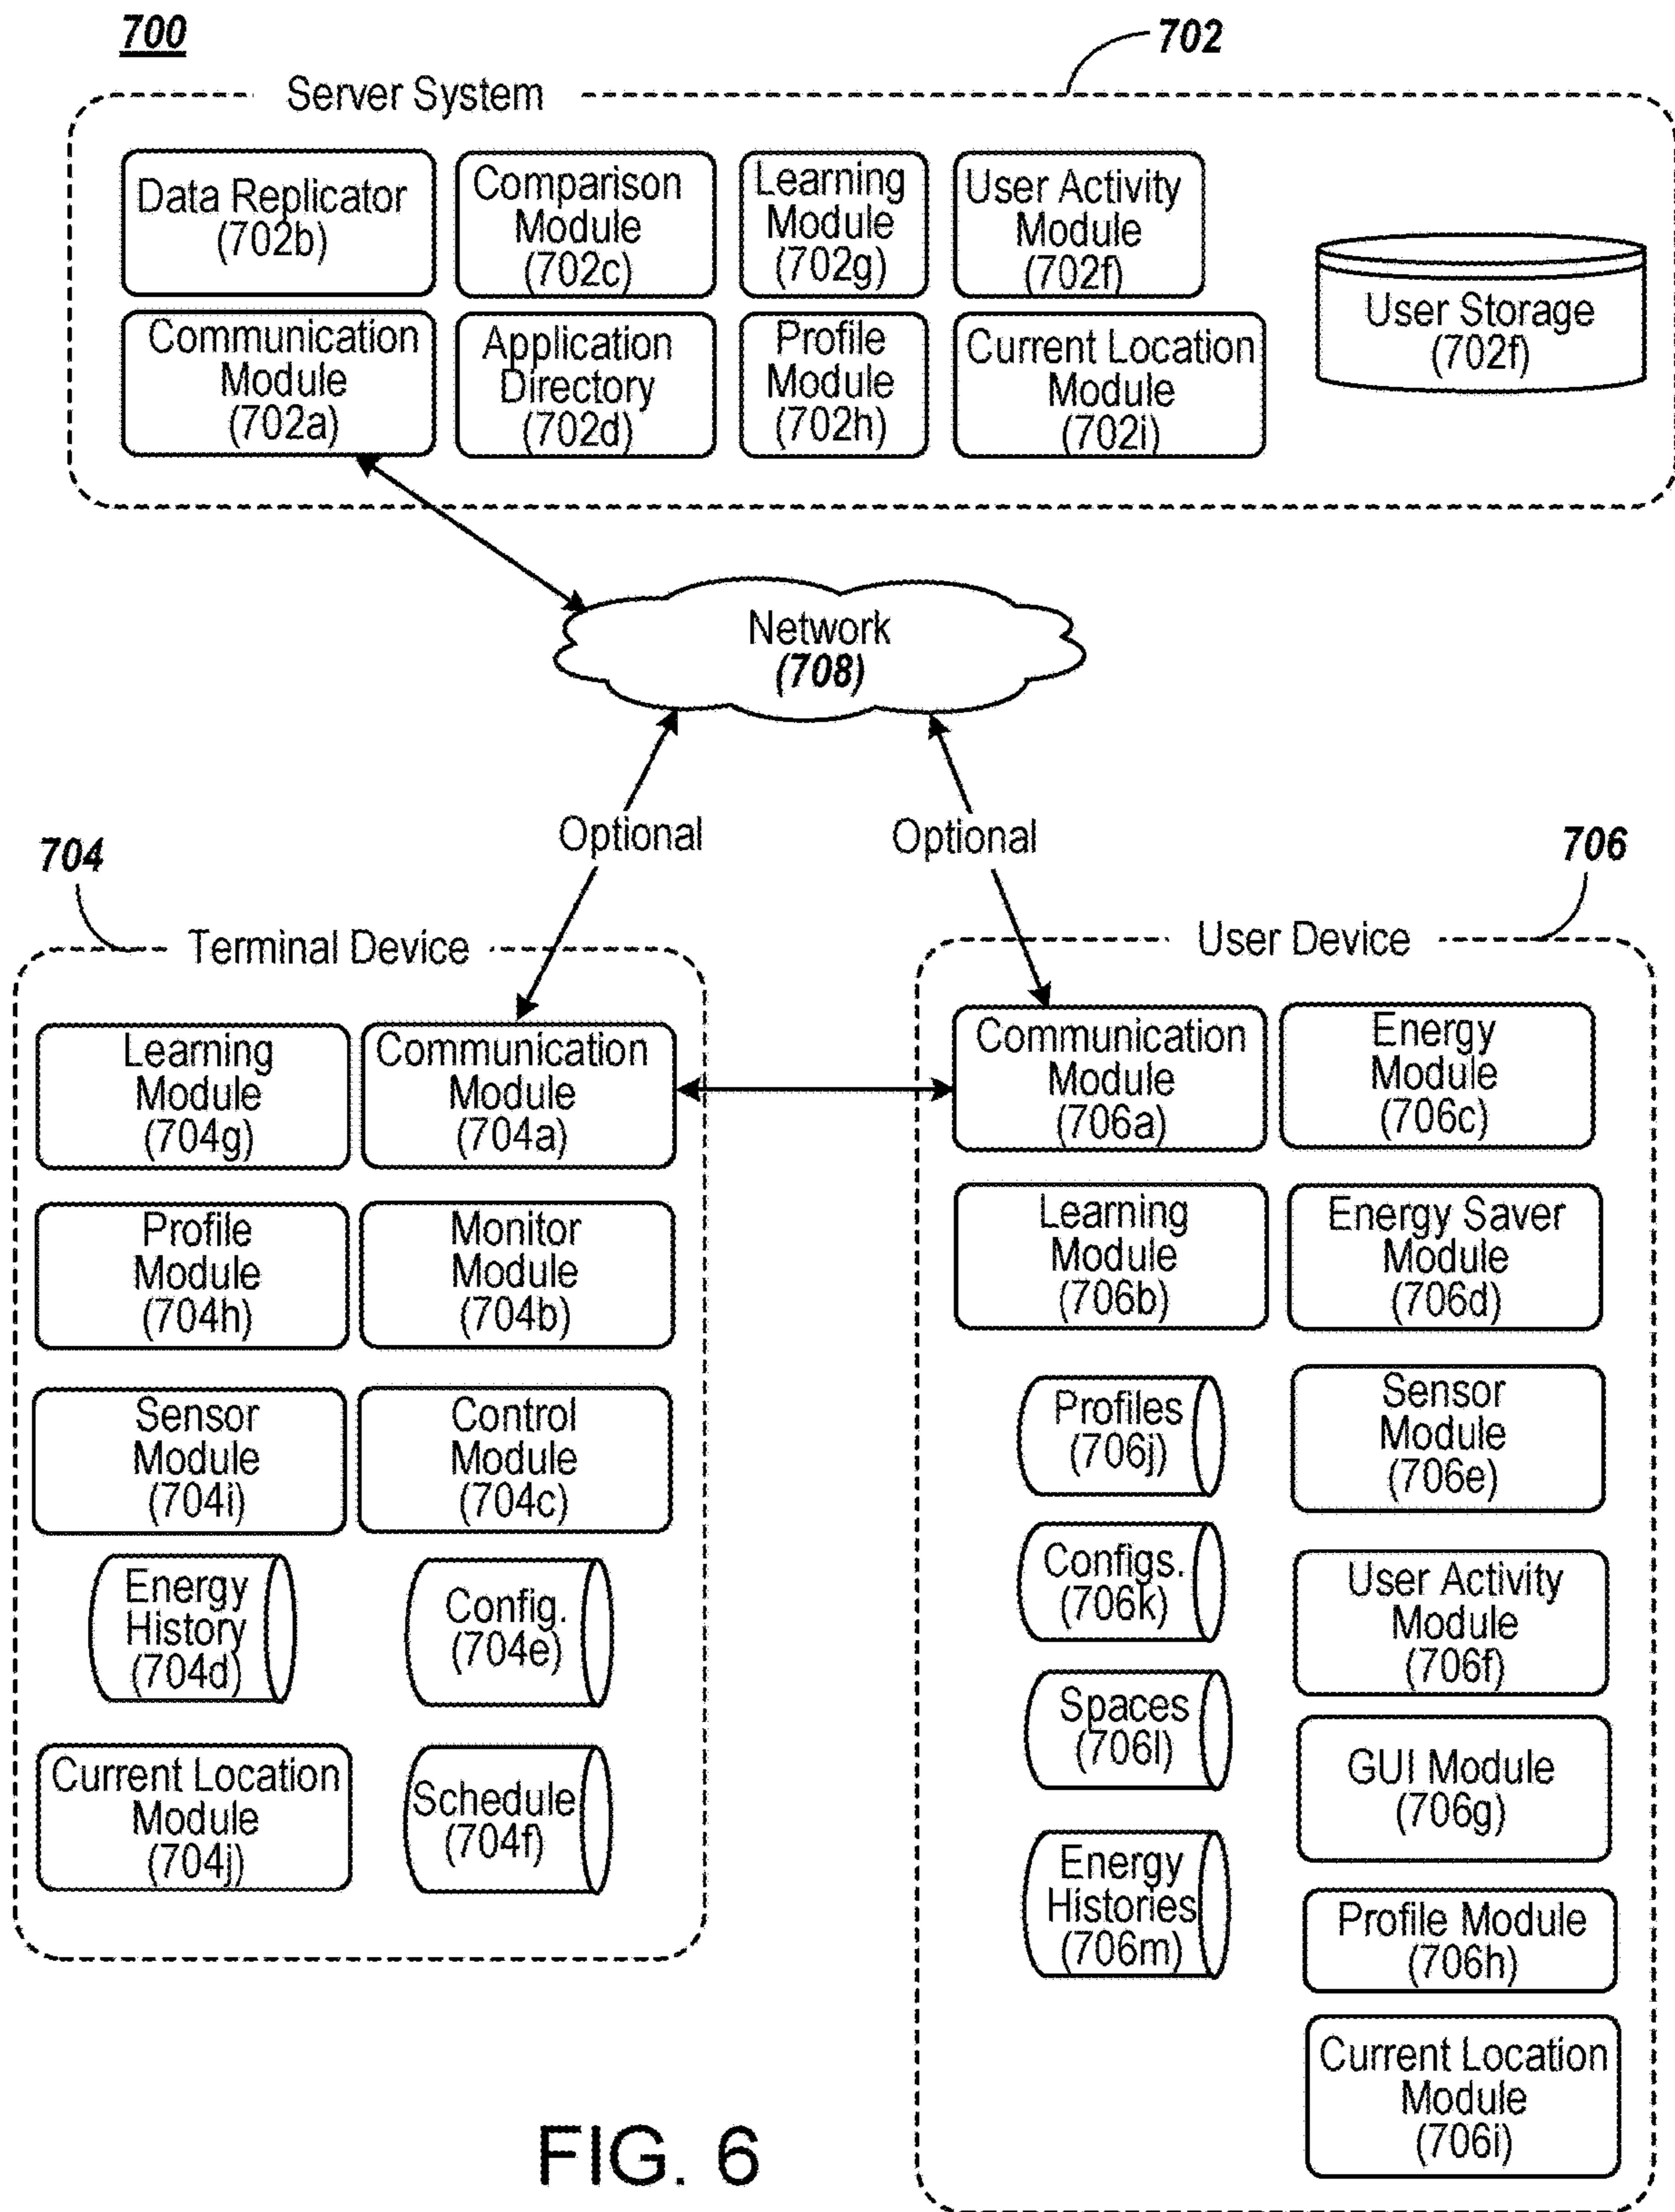 700
702
Server System
Data Replicator
(702b)
Comparison
Module
(702c)
Learning
Module
(702g)
User Activity
Module
(702f)
User Storage
(702f)
Communication
Module
(702a)
Application
Directory
(702d)
Profile
Module
(702h)
Current Location
Module
(702i)
Network
(708)
Optional
Optional
704
706
Terminal Device
User Device
Learning
Module
(704g)
Communication
Module
(704a)
Profile
Module
(704h)
Monitor
Module
(704b)
Sensor
Module
(704i)
Control
Module
(704c)
Energy
History
(704d)
Config.
(704e)
Current Location
Module
(704j)
Schedule
(704f)
Communication
Module
(706a)
Energy
Module
(706c)
Learning
Module
(706b)
Energy Saver
Module
(706d)
Profiles
(706j)
Sensor
Module
(706e)
Configs.
(706k)
User Activity
Module
(706f)
Spaces
(706l)
GUI Module
(706g)
Energy
Histories
(706m)
Profile Module
(706h)
Current Location
Module
(706i)
FIG. 6